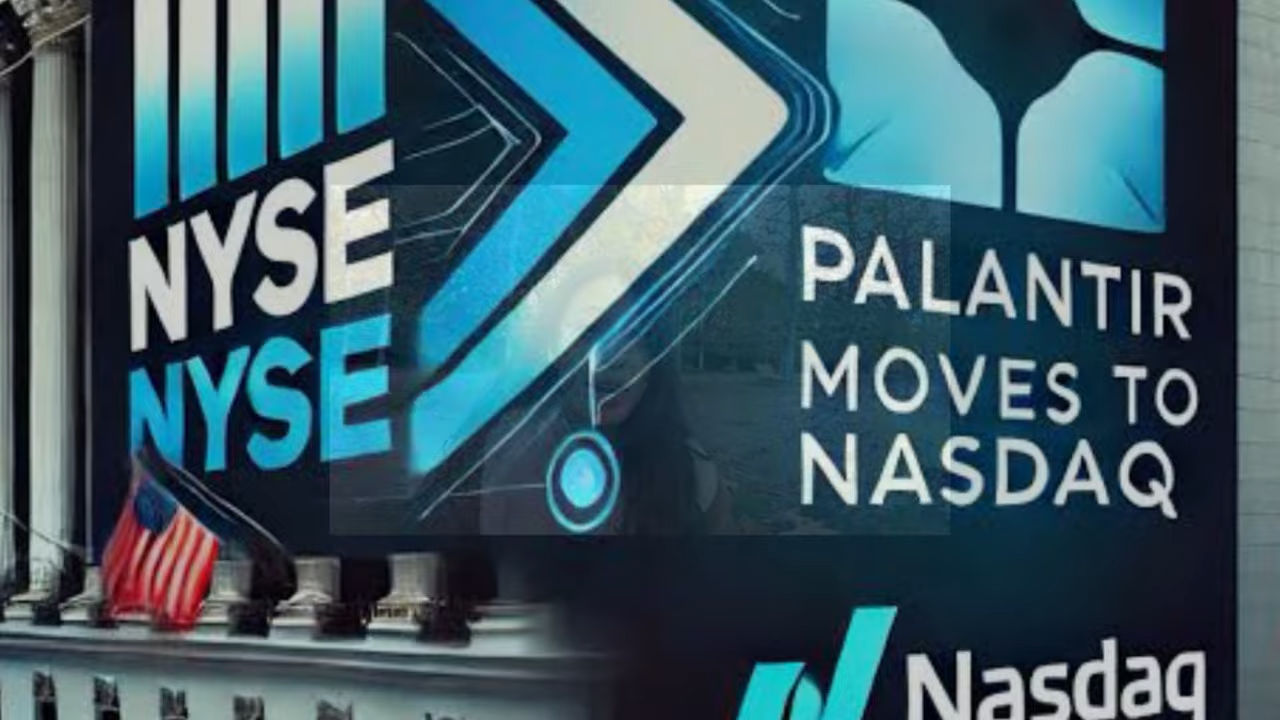 NYSE
NYSE
PALANTIR
MOVES TO
NASDAQ
Nasdaq